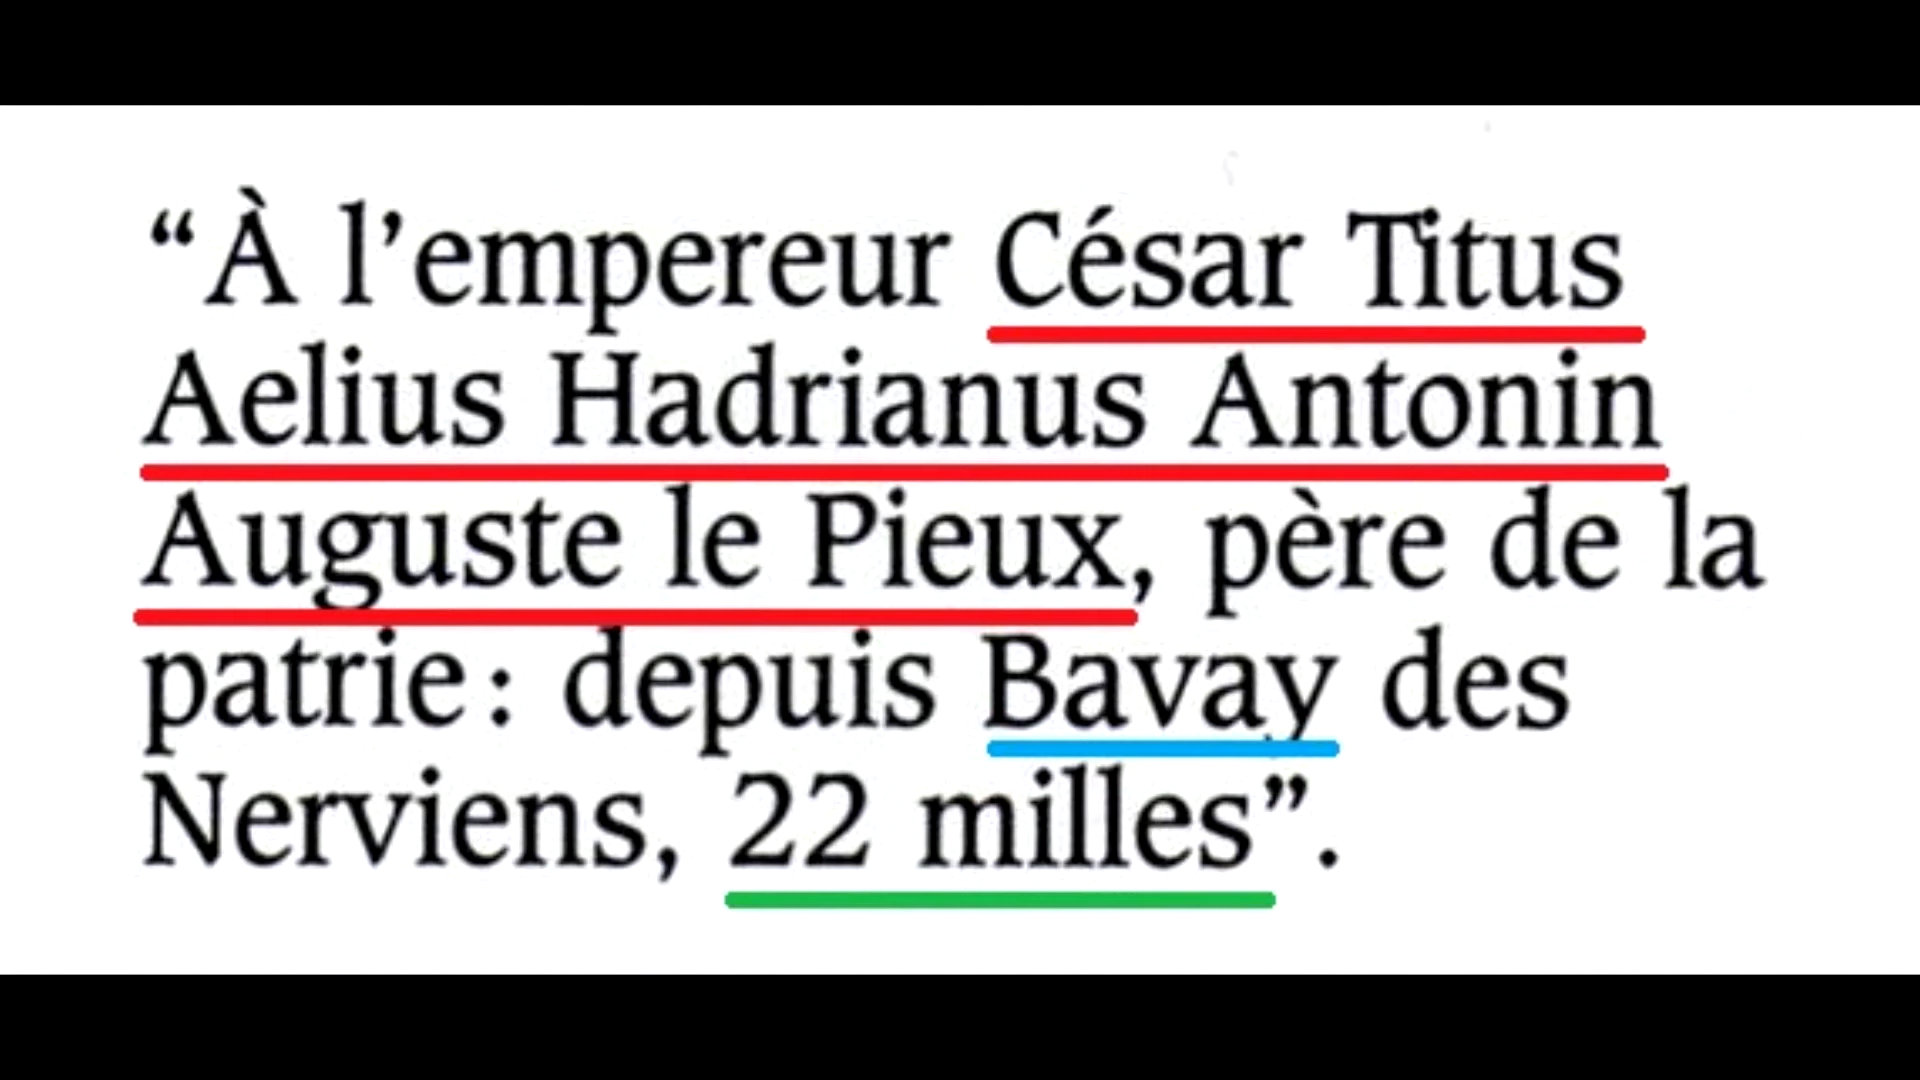 “À l’empereur César Titus
Aelius Hadrianus Antonin
Auguste le Pieux, père de la
patrie : depuis Bavay des
Nerviens, 22 milles”.